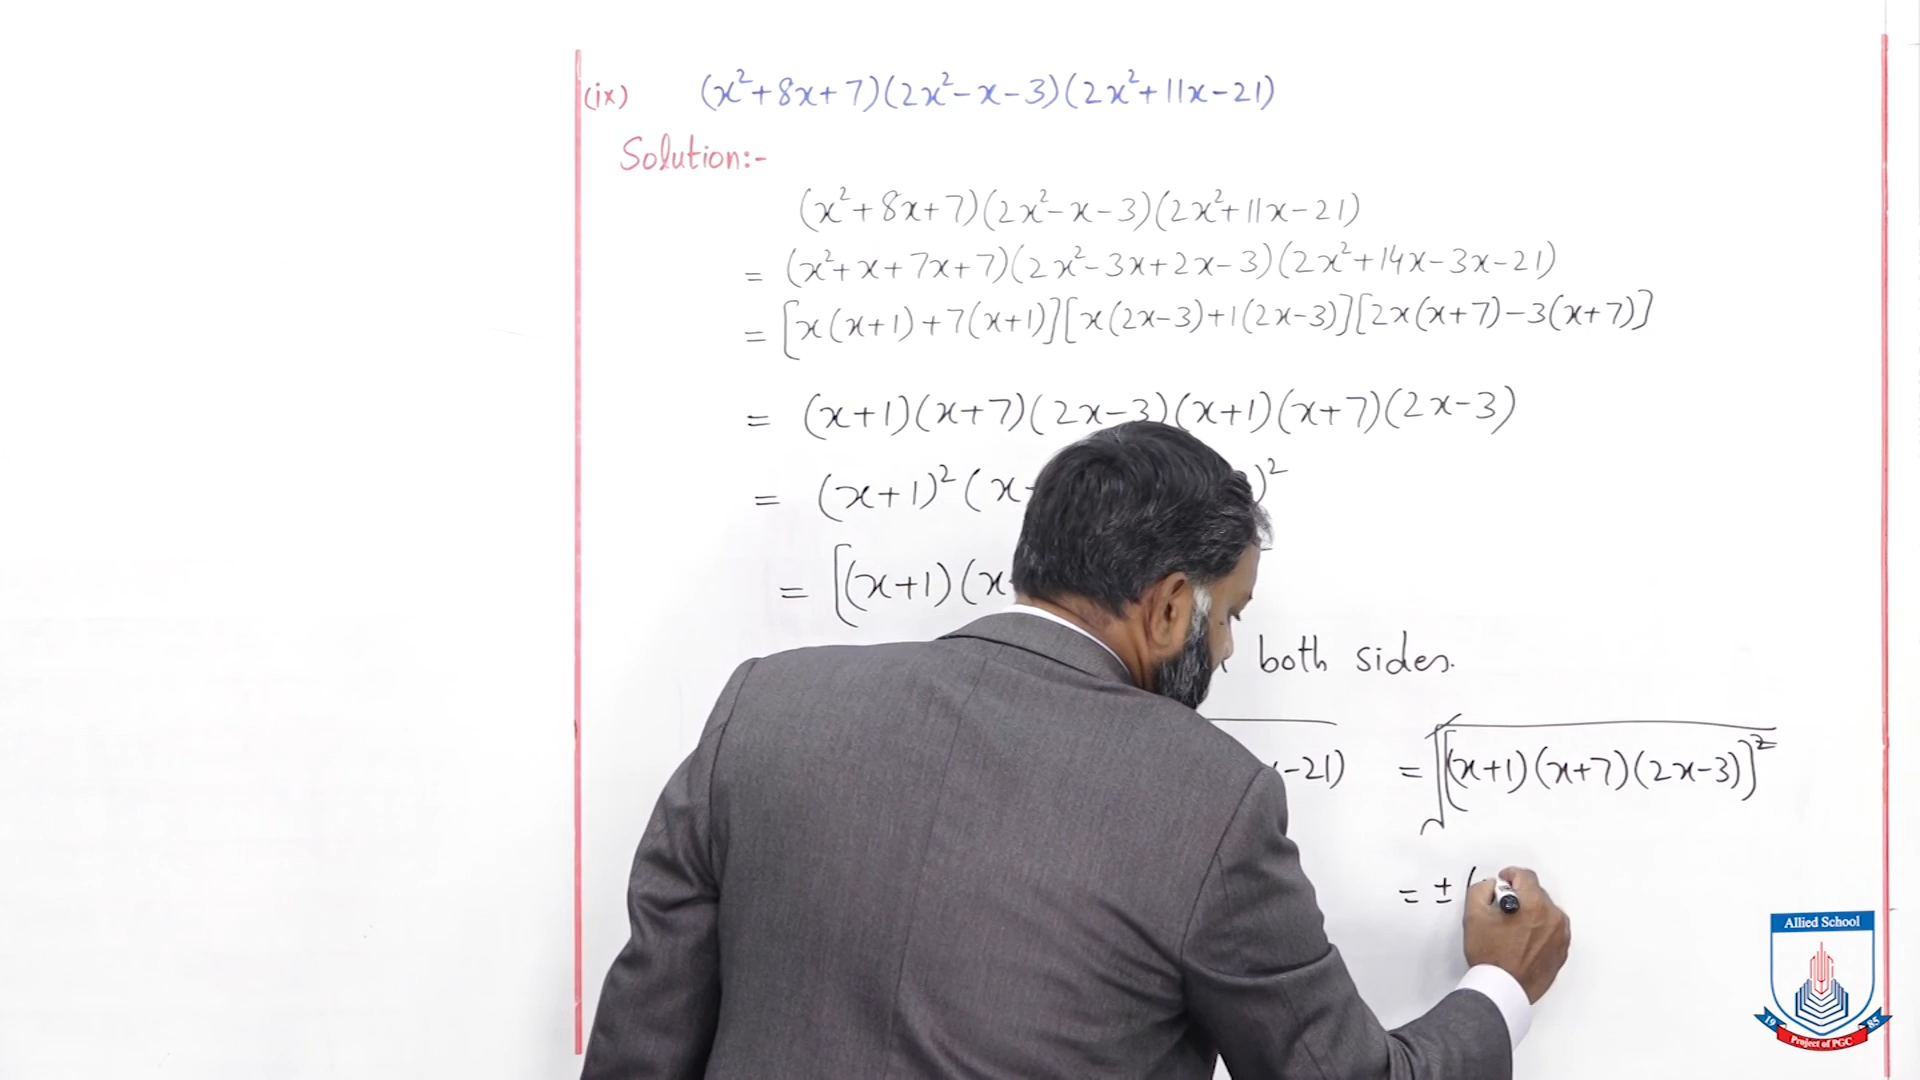 (ix) (x²+8x+7)(2x²-x-3)(2x²+11x-21)
Solution:-
(x²+8x+7)(2x²-x-3)(2x²+11x-21)
= (x²+x+7x+7)(2x²-3x+2x-3)(2x²+14x-3x-21)
= [x(x+1)+7(x+1)][x(2x-3)+1(2x-3)][2x(x+7)-3(x+7)]
= (x+1)(x+7)(2x-3)(x+1)(x+7)(2x-3)
= (x+1)²(x )²
= [(x+1)(x
both sides.
-21) = √[(x+1)(x+7)(2x-3)]²
= ± (
Allied School
19 85
Project of PGC